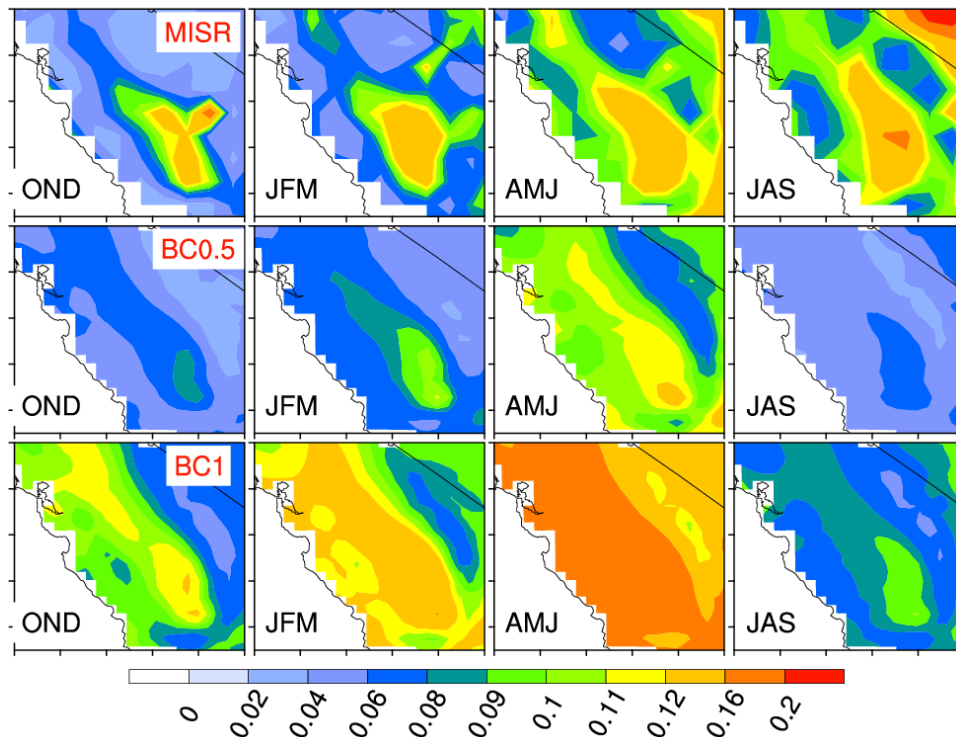 MISR
OND
JFM
AMJ
JAS
BC0.5
OND
JFM
AMJ
JAS
BC1
OND
JFM
AMJ
JAS
0
0.02
0.04
0.06
0.08
0.09
0.1
0.11
0.12
0.16
0.2